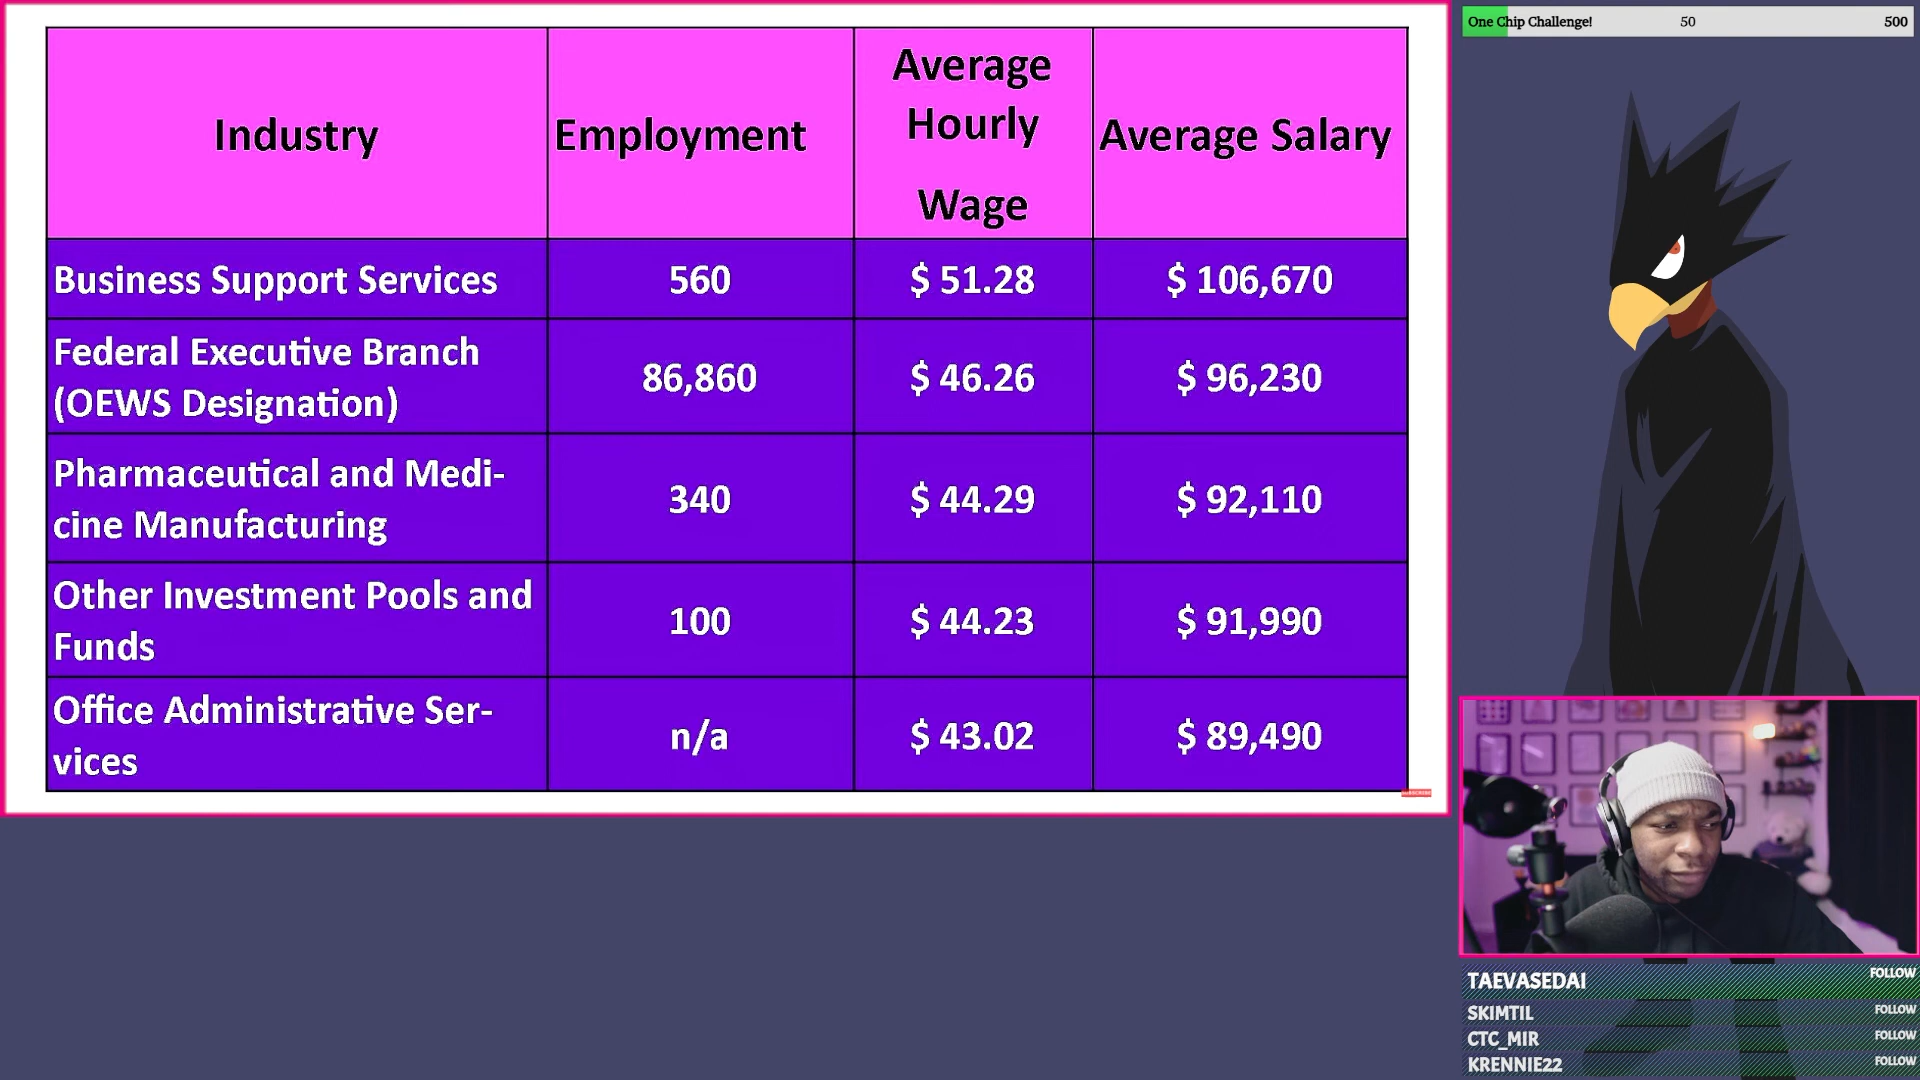 Industry
Employment
Average
Hourly
Wage
Average Salary
Business Support Services
560
$ 51.28
$ 106,670
Federal Executive Branch
(OEWS Designation)
86,860
$ 46.26
$ 96,230
Pharmaceutical and Medi-
cine Manufacturing
340
$ 44.29
$ 92,110
Other Investment Pools and
Funds
100
$ 44.23
$ 91,990
Office Administrative Ser-
vices
n/a
$ 43.02
$ 89,490
SUBSCRIBE
One Chip Challenge! 50 500
TAEVASEDAI FOLLOW
SKIMTIL FOLLOW
CTC_MIR FOLLOW
KRENNIE22 FOLLOW